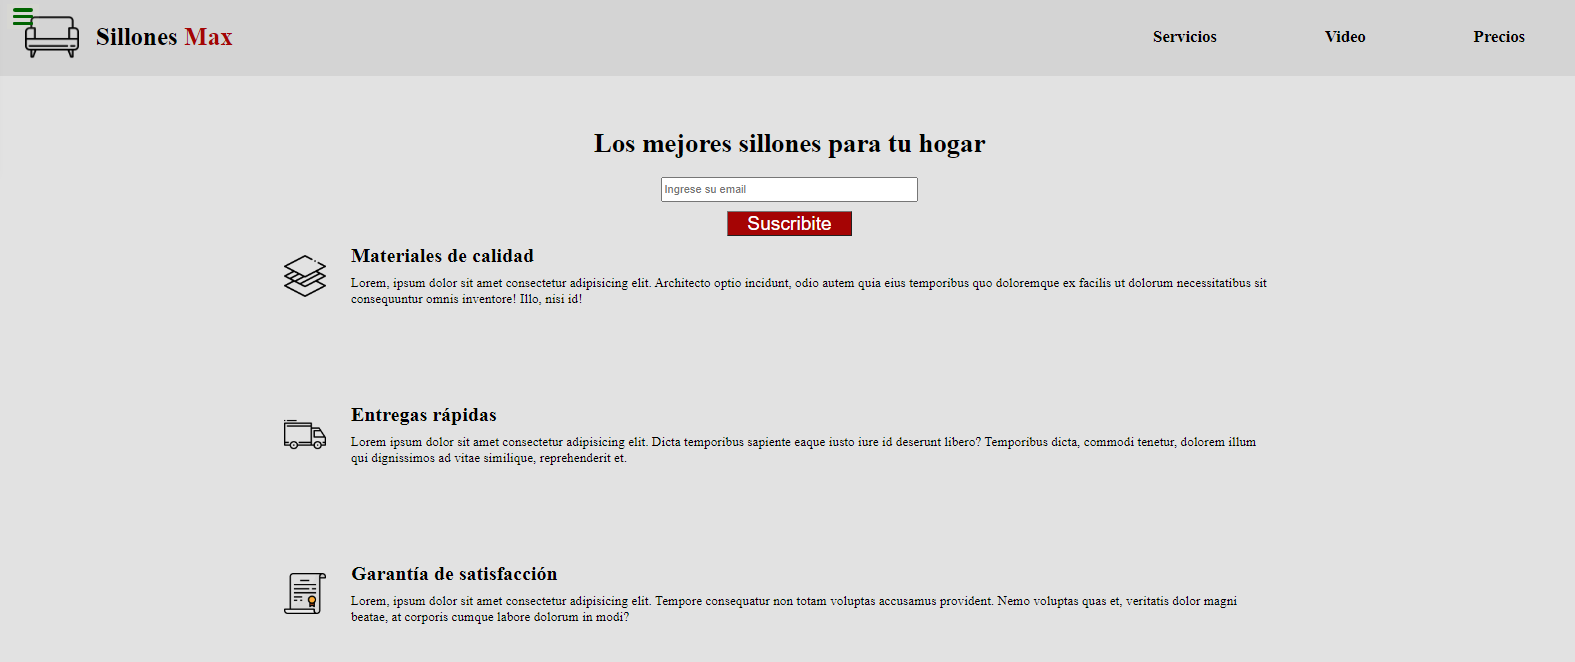 Sillones Max
Servicios
Video
Precios
Los mejores sillones para tu hogar
Ingrese su email
Suscribite
Materiales de calidad
Lorem, ipsum dolor sit amet consectetur adipisicing elit. Architecto optio incidunt, odio autem quia eius temporibus quo doloremque ex facilis ut dolorum necessitatibus sit
consequuntur omnis inventore! Illo, nisi id!
Entregas rápidas
Lorem ipsum dolor sit amet consectetur adipisicing elit. Dicta temporibus sapiente eaque iusto iure id deserunt libero? Temporibus dicta, commodi tenetur, dolorem illum
qui dignissimos ad vitae similique, reprehenderit et.
Garantía de satisfacción
Lorem, ipsum dolor sit amet consectetur adipisicing elit. Tempore consequatur non totam voluptas accusamus provident. Nemo voluptas quas et, veritatis dolor magni
beatae, at corporis cumque labore dolorum in modi?